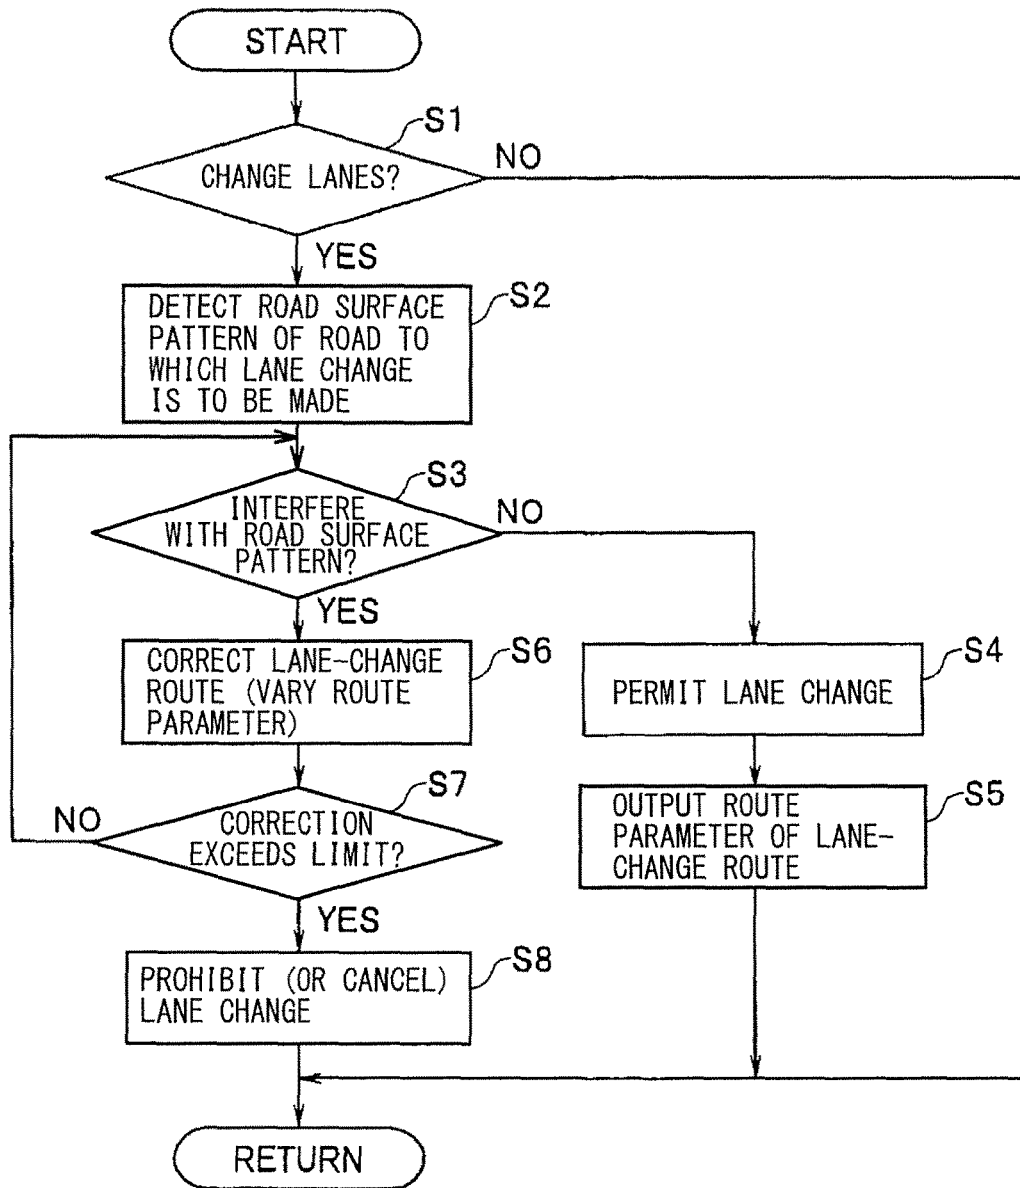 START
S1
CHANGE LANES?
NO
YES
S2
DETECT ROAD SURFACE
PATTERN OF ROAD TO
WHICH LANE CHANGE
IS TO BE MADE
S3
INTERFERE
WITH ROAD SURFACE
PATTERN?
NO
YES
S6
CORRECT LANE-CHANGE
ROUTE (VARY ROUTE
PARAMETER)
S4
PERMIT LANE CHANGE
S7
CORRECTION
EXCEEDS LIMIT?
NO
YES
S5
OUTPUT ROUTE
PARAMETER OF LANE-
CHANGE ROUTE
S8
PROHIBIT (OR CANCEL)
LANE CHANGE
RETURN